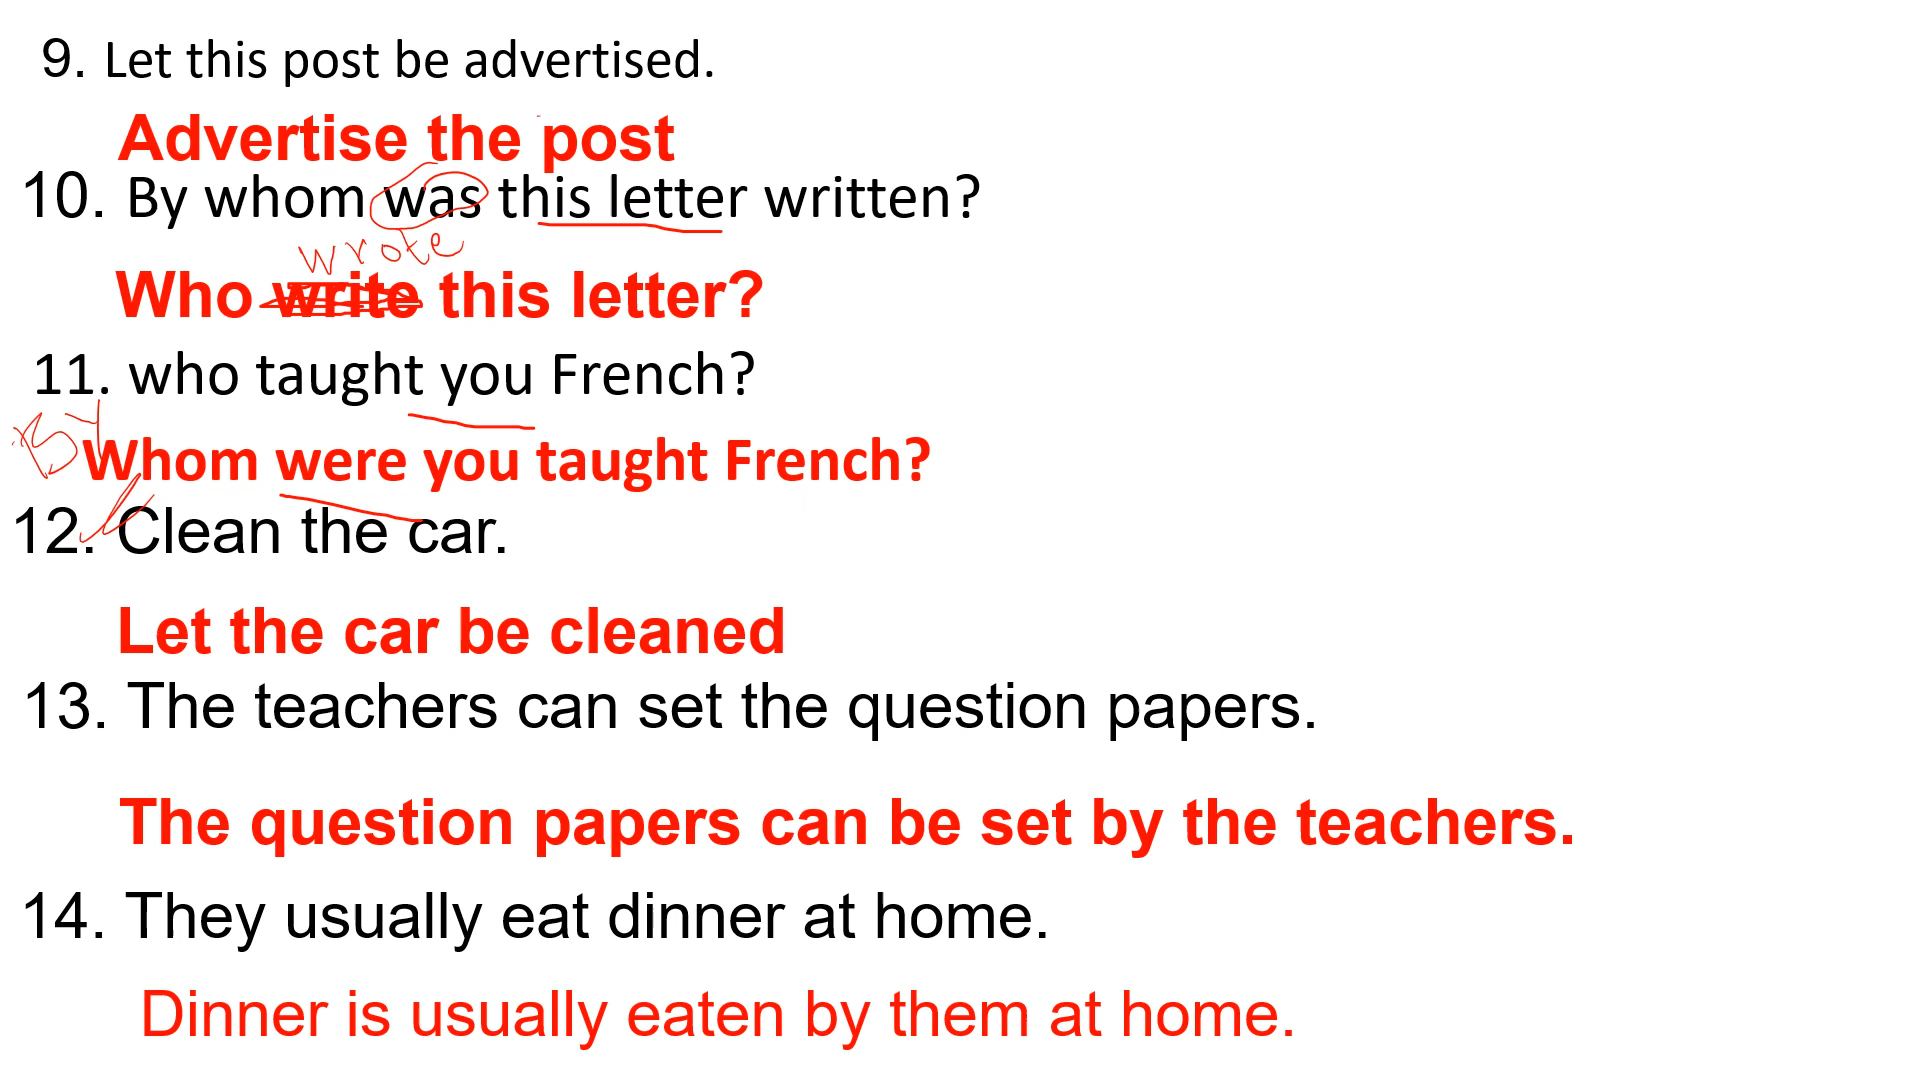 9. Let this post be advertised.
Advertise the post
10. By whom was this letter written?
wrote
Who write this letter?
11. who taught you French?
By Whom were you taught French?
12. Clean the car.
Let the car be cleaned
13. The teachers can set the question papers.
The question papers can be set by the teachers.
14. They usually eat dinner at home.
Dinner is usually eaten by them at home.